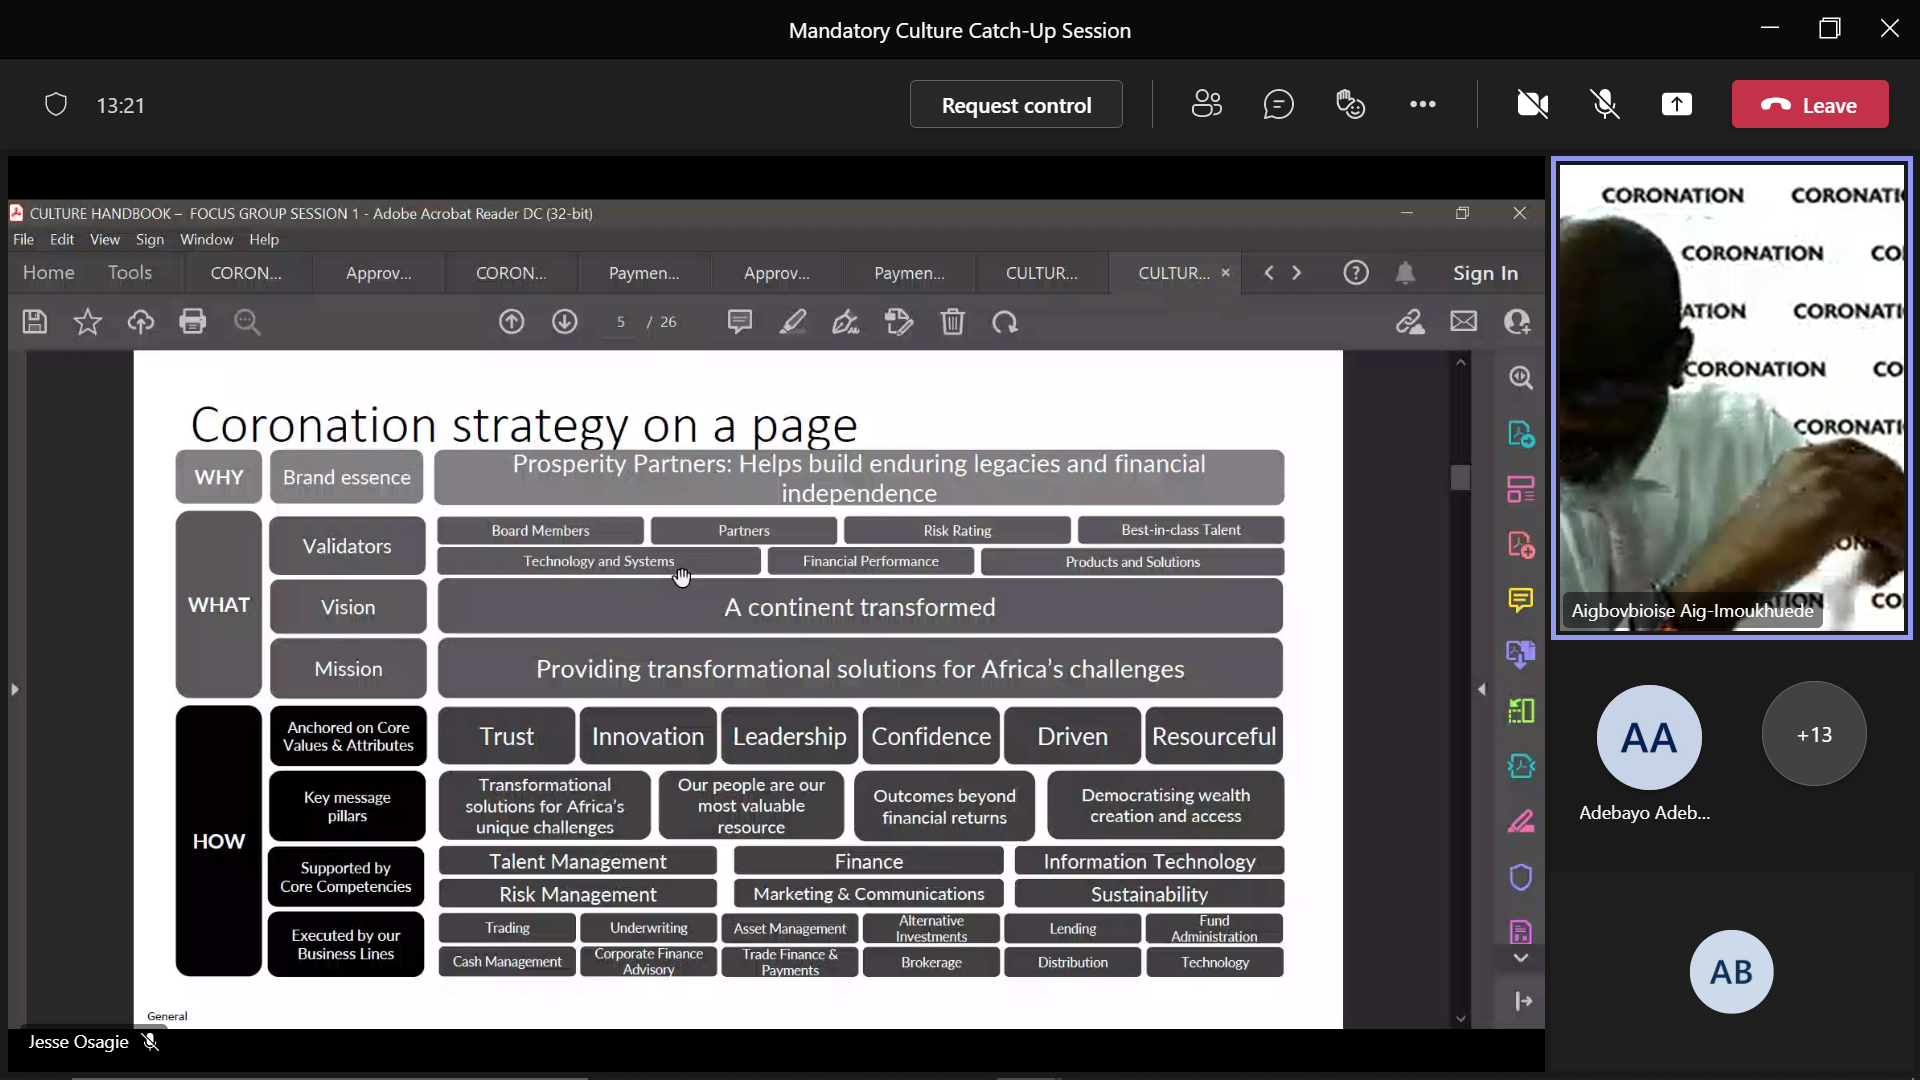 Mandatory Culture Catch-Up Session
13:21
Request control
Leave
CULTURE HANDBOOK – FOCUS GROUP SESSION 1 - Adobe Acrobat Reader DC (32-bit)
File Edit View Sign Window Help
Home Tools CORON... Approv... CORON... Paymen... Approv... Paymen... CULTUR... CULTUR... × Sign In
5 / 26
Coronation strategy on a page
WHY
Brand essence
Prosperity Partners: Helps build enduring legacies and financial
independence
WHAT
Validators
Board Members Partners Risk Rating Best-in-class Talent
Technology and Systems Financial Performance Products and Solutions
Vision
A continent transformed
Mission
Providing transformational solutions for Africa's challenges
HOW
Anchored on Core
Values & Attributes
Trust Innovation Leadership Confidence Driven Resourceful
Key message
pillars
Transformational
solutions for Africa's
unique challenges
Our people are our
most valuable
resource
Outcomes beyond
financial returns
Democratising wealth
creation and access
Supported by
Core Competencies
Talent Management Finance Information Technology
Risk Management Marketing & Communications Sustainability
Executed by our
Business Lines
Trading Underwriting Asset Management
Alternative
Investments
Lending
Fund
Administration
Cash Management
Corporate Finance
Advisory
Trade Finance &
Payments
Brokerage Distribution Technology
General
Jesse Osagie
CORONATION CORONATI
CORONATION CO
ATION CORONATI
CORONATION CO
CORONATI
ON
ATION CO
Aigbovbioise Aig-Imoukhuede
AA
+13
Adebayo Adeb...
AB